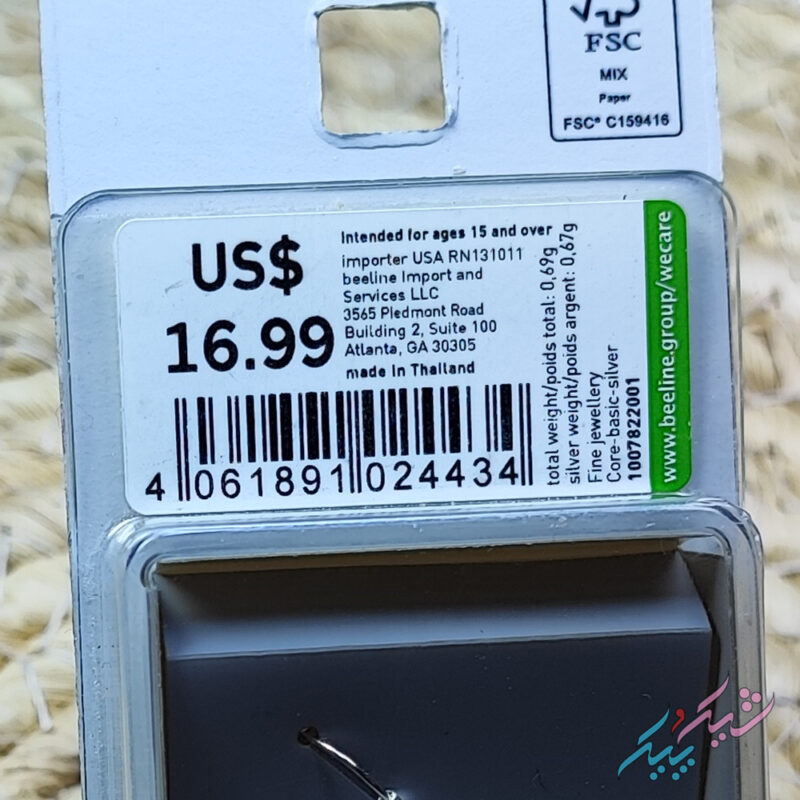 FSC
MIX
Paper
FSC® C159416
US$
16.99
Intended for ages 15 and over
importer USA RN131011
beeline Import and
Services LLC
3565 Piedmont Road
Building 2, Suite 100
Atlanta, GA 30305
made in Thailand
4 061891 024434
total weight/poids total: 0,69g
silver weight/poids argent: 0,67g
Fine jewellery
Core-basic-silver
1007822001
www.beeline.group/wecare
شیک و پیک